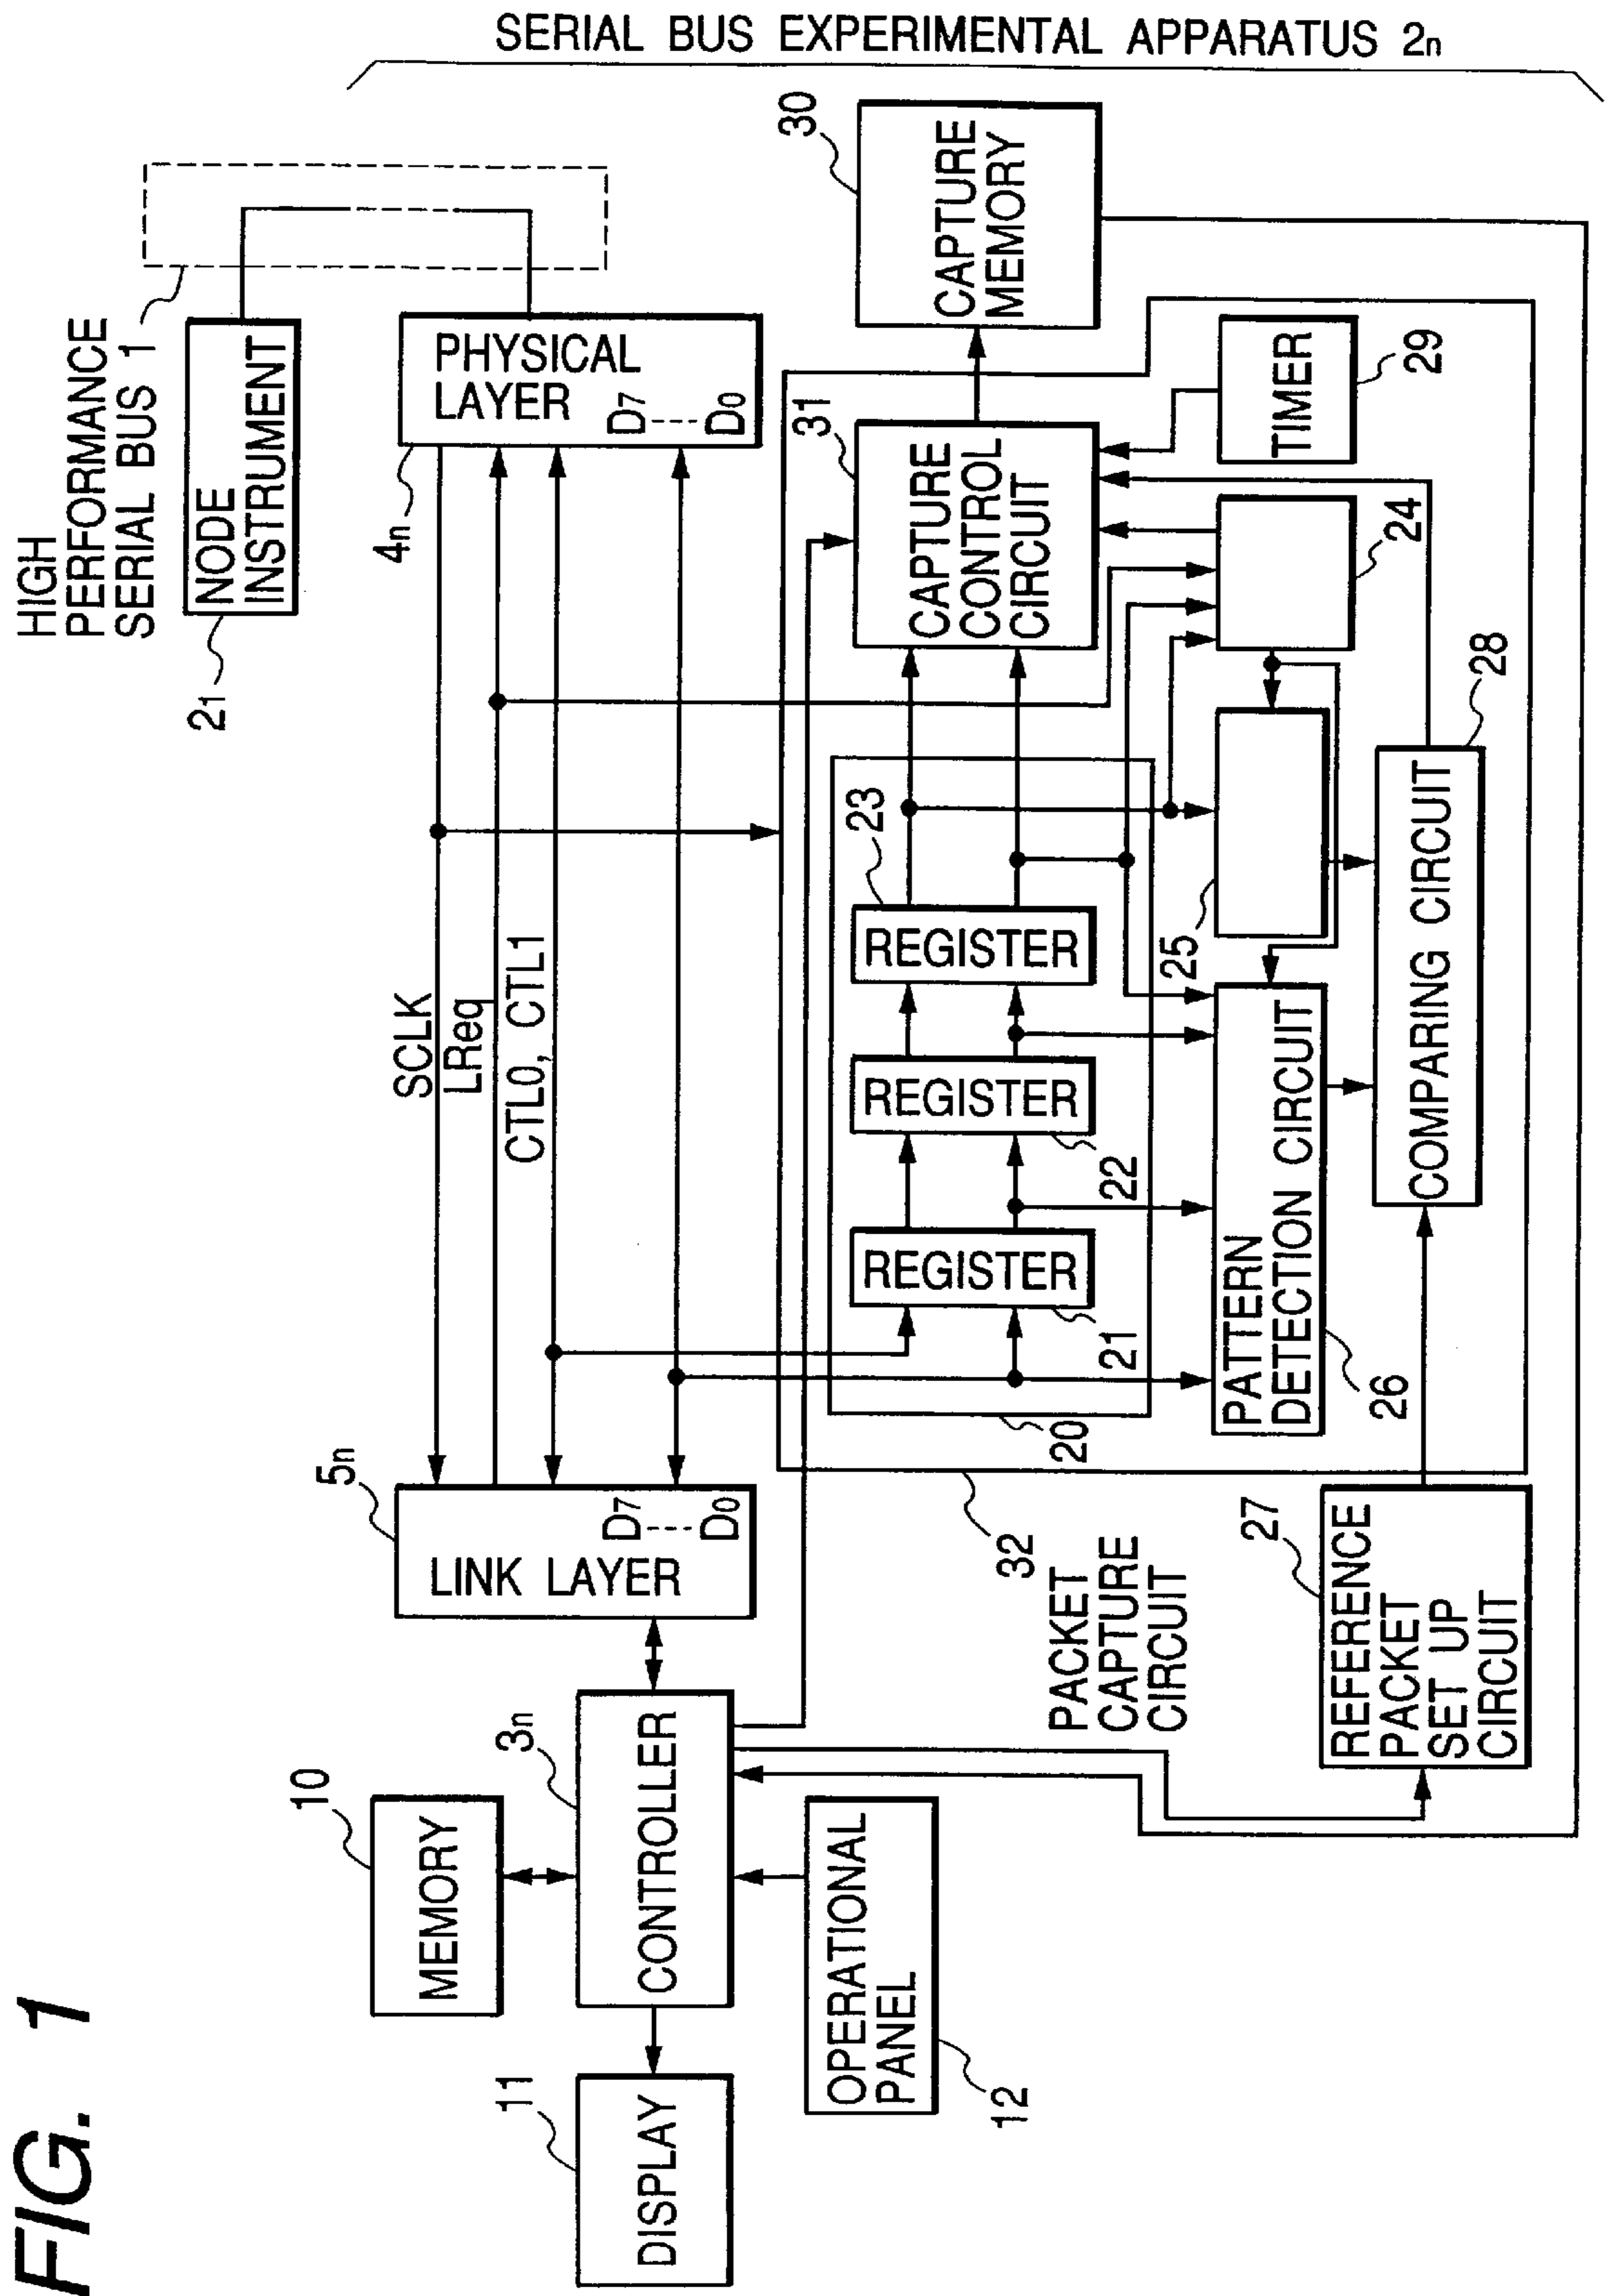 FIG. 1
SERIAL BUS EXPERIMENTAL APPARATUS 2n
HIGH
PERFORMANCE
SERIAL BUS 1
NODE
INSTRUMENT
21
PHYSICAL
LAYER
D7----D0
4n
SCLK
LReq
CTL0, CTL1
5n
LINK LAYER
D7----D0
MEMORY
10
3n
CONTROLLER
DISPLAY
11
OPERATIONAL
PANEL
12
30
CAPTURE
MEMORY
31
CAPTURE
CONTROL
CIRCUIT
TIMER
29
24
25
REGISTER
23
REGISTER
22
REGISTER
21
20
PATTERN
DETECTION CIRCUIT
26
COMPARING CIRCUIT
28
32
PACKET
CAPTURE
CIRCUIT
27
REFERENCE
PACKET
SET UP
CIRCUIT